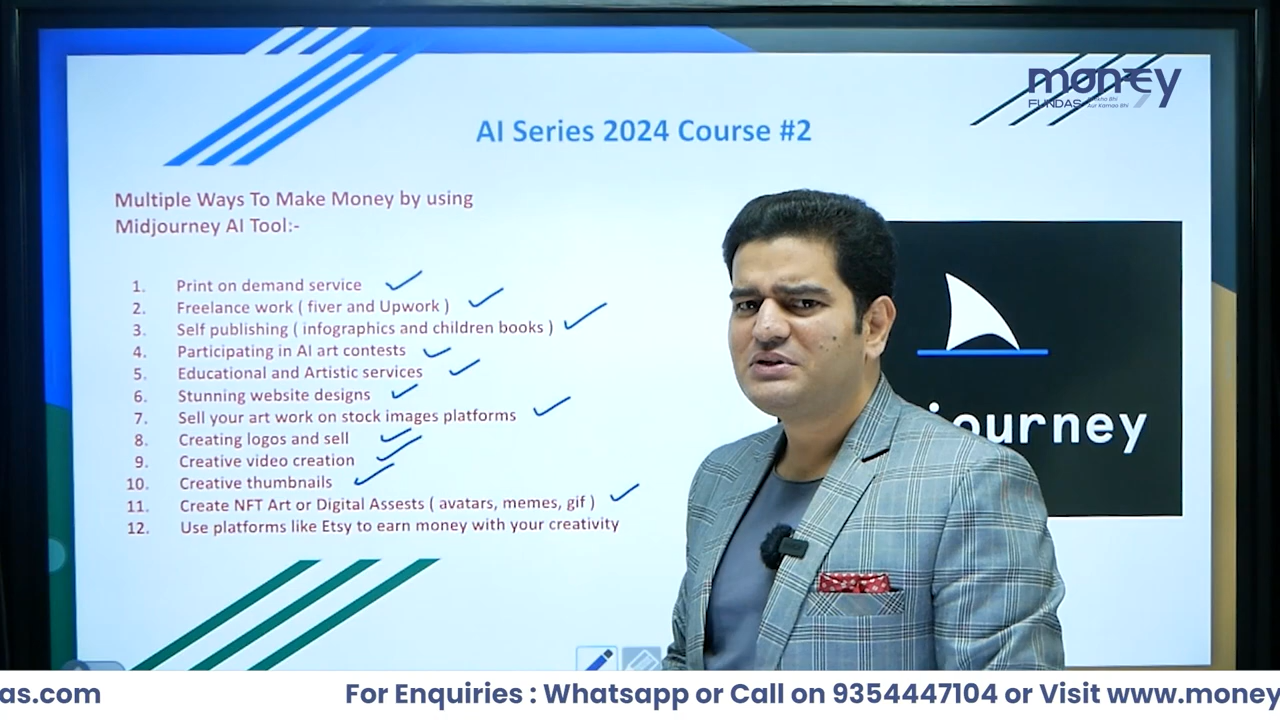 money
FUNDAS
Aur Kamao Bhi
AI Series 2024 Course #2
Multiple Ways To Make Money by using
Midjourney AI Tool:-
1. Print on demand service
2. Freelance work ( fiver and Upwork )
3. Self publishing ( infographics and children books )
4. Participating in AI art contests
5. Educational and Artistic services
6. Stunning website designs
7. Sell your art work on stock images platforms
8. Creating logos and sell
9. Creative video creation
10. Creative thumbnails
11. Create NFT Art or Digital Assests ( avatars, memes, gif )
12. Use platforms like Etsy to earn money with your creativity
journey
as.com For Enquiries : Whatsapp or Call on 9354447104 or Visit www.money